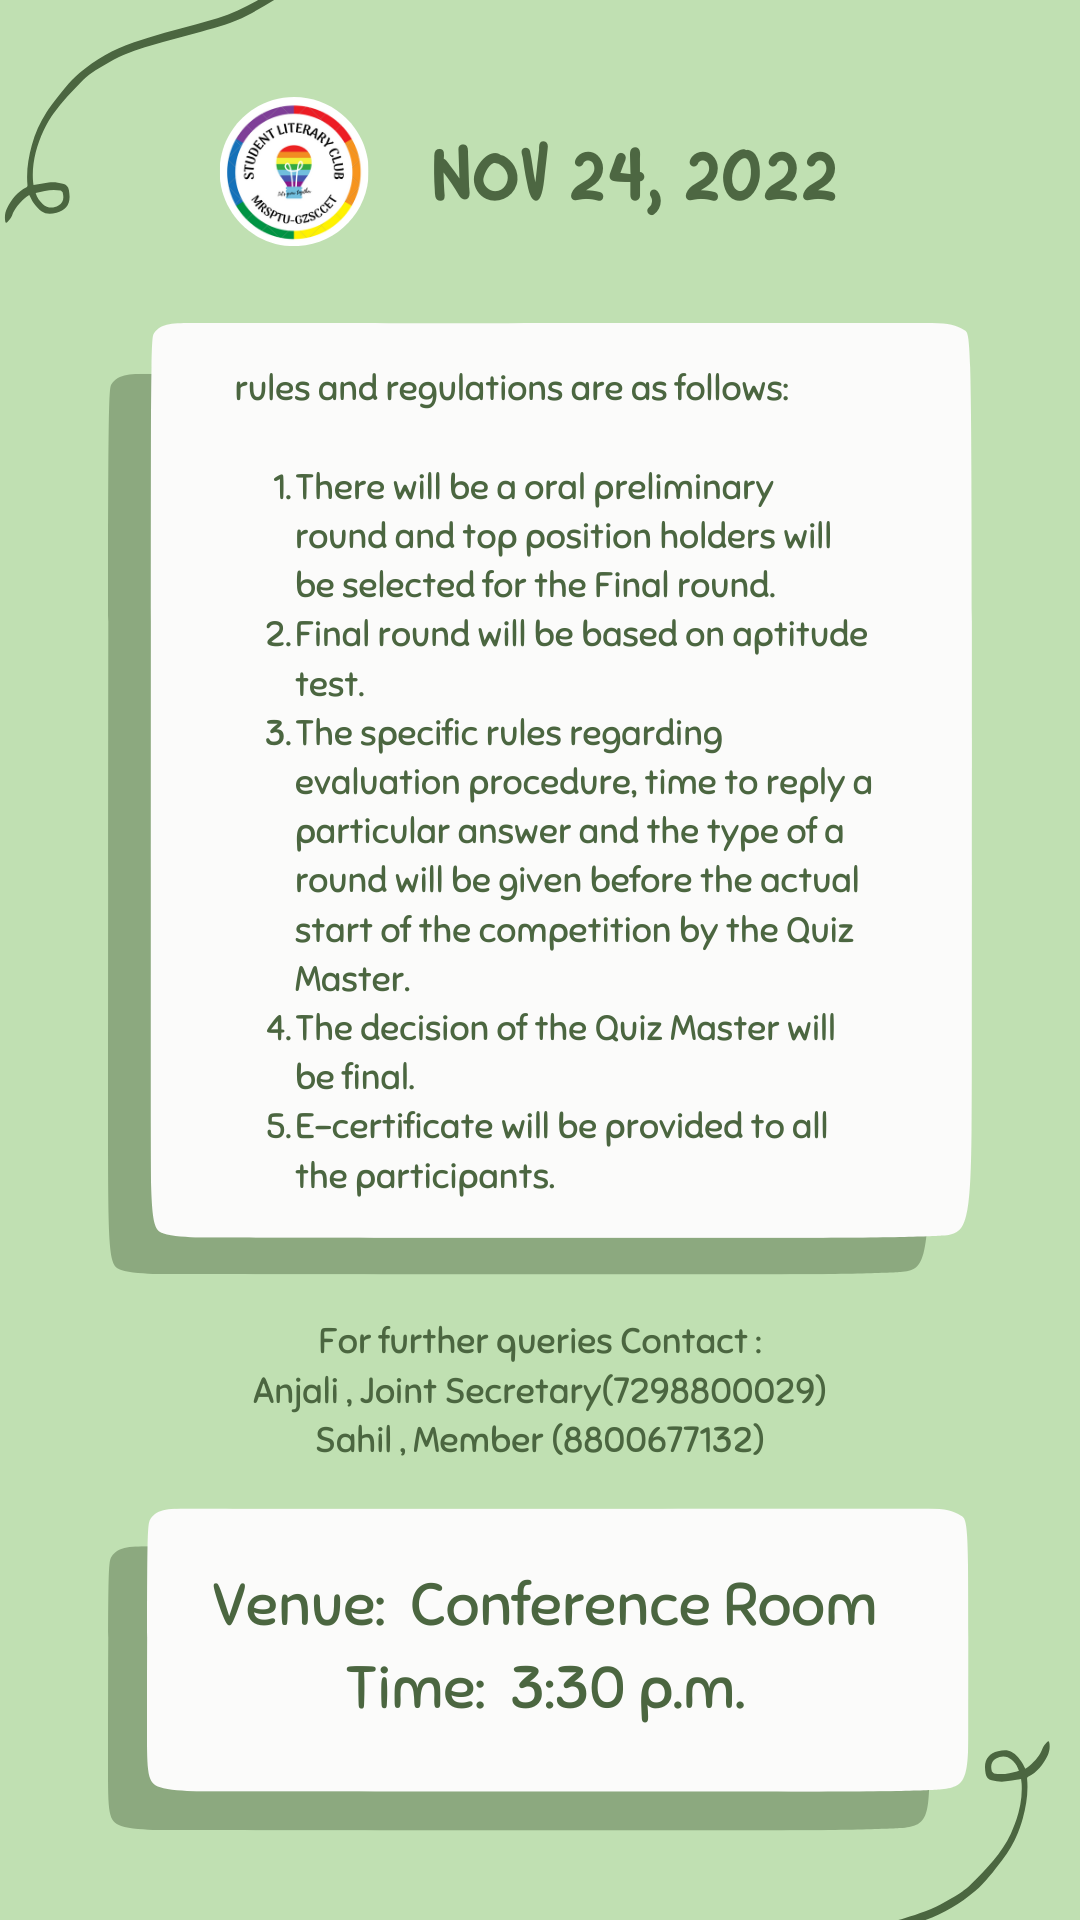 STUDENT LITERARY CLUB
MRSPTU-GZSCCET
NOV 24, 2022
rules and regulations are as follows:
1. There will be a oral preliminary
round and top position holders will
be selected for the Final round.
2. Final round will be based on aptitude
test.
3. The specific rules regarding
evaluation procedure, time to reply a
particular answer and the type of a
round will be given before the actual
start of the competition by the Quiz
Master.
4. The decision of the Quiz Master will
be final.
5. E-certificate will be provided to all
the participants.
For further queries Contact :
Anjali , Joint Secretary(7298800029)
Sahil , Member (8800677132)
Venue: Conference Room
Time: 3:30 p.m.